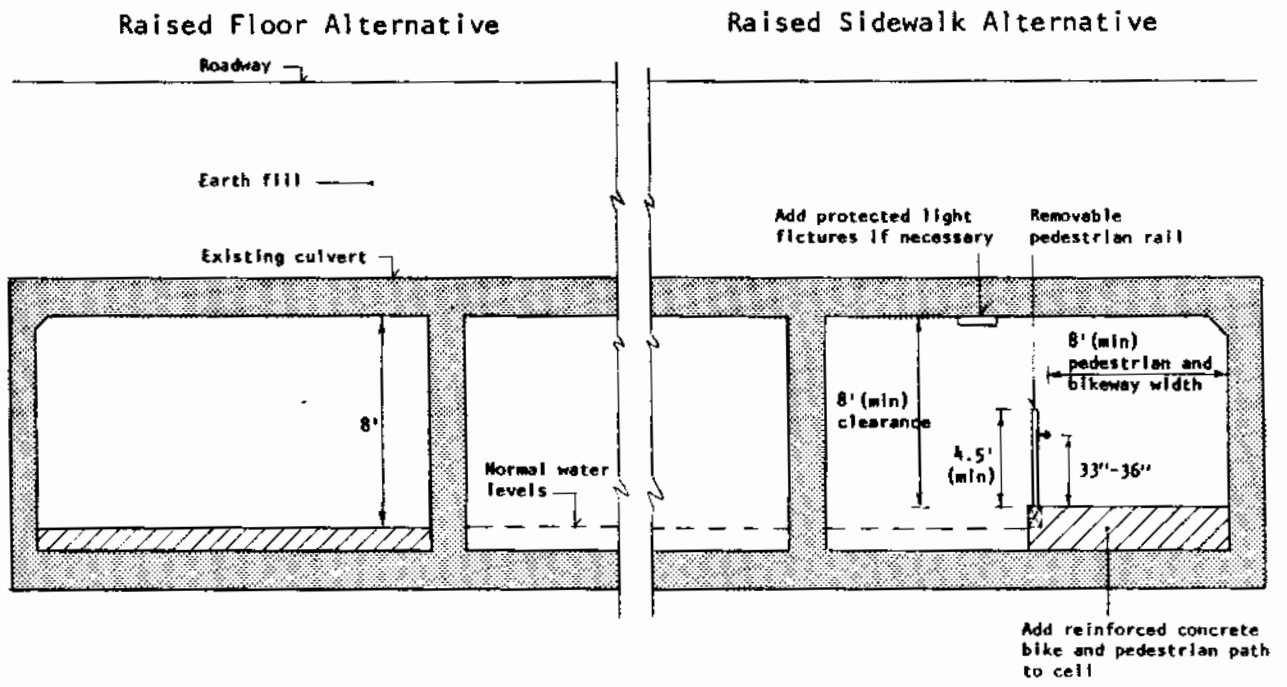 Raised Floor Alternative
Raised Sidewalk Alternative
Roadway
Earth fill
Existing culvert
Add protected light
fictures if necessary
Removable
pedestrian rail
8'
Normal water
levels
8'(min)
clearance
4.5'
(min)
8'(min)
pedestrian and
bikeway width
33"-36"
Add reinforced concrete
bike and pedestrian path
to cell